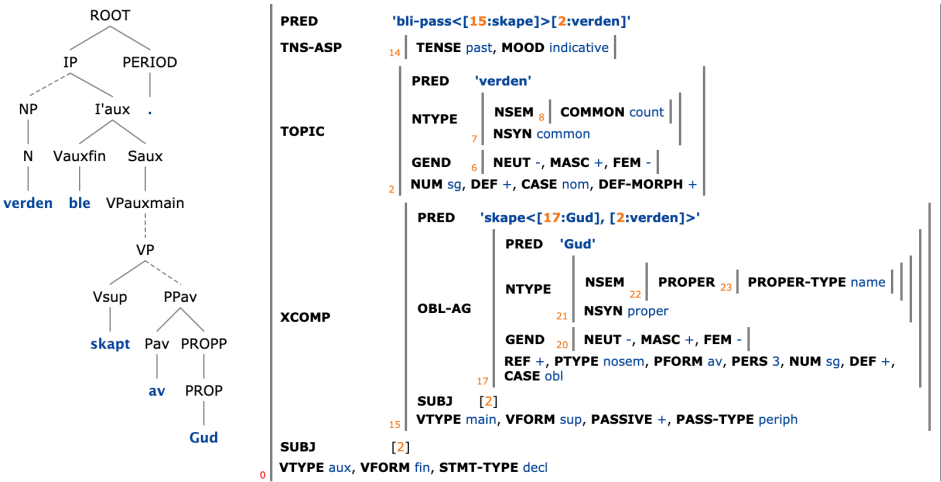 ROOT
IP PERIOD
NP I'aux .
N Vauxfin Saux
verden ble VPauxmain
VP
Vsup PPav
skapt Pav PROPP
av PROP
Gud
PRED 'bli-pass<[15:skape]>[2:verden]'
TNS-ASP 14 TENSE past, MOOD indicative
PRED 'verden'
NTYPE NSEM 8 COMMON count
7 NSYN common
TOPIC
GEND 6 NEUT -, MASC +, FEM -
2 NUM sg, DEF +, CASE nom, DEF-MORPH +
PRED 'skape<[17:Gud], [2:verden]>'
PRED 'Gud'
NTYPE NSEM 22 PROPER 23 PROPER-TYPE name
21 NSYN proper
OBL-AG
XCOMP
GEND 20 NEUT -, MASC +, FEM -
REF +, PTYPE nosem, PFORM av, PERS 3, NUM sg, DEF +,
17 CASE obl
SUBJ [2]
15 VTYPE main, VFORM sup, PASSIVE +, PASS-TYPE periph
SUBJ [2]
0 VTYPE aux, VFORM fin, STMT-TYPE decl